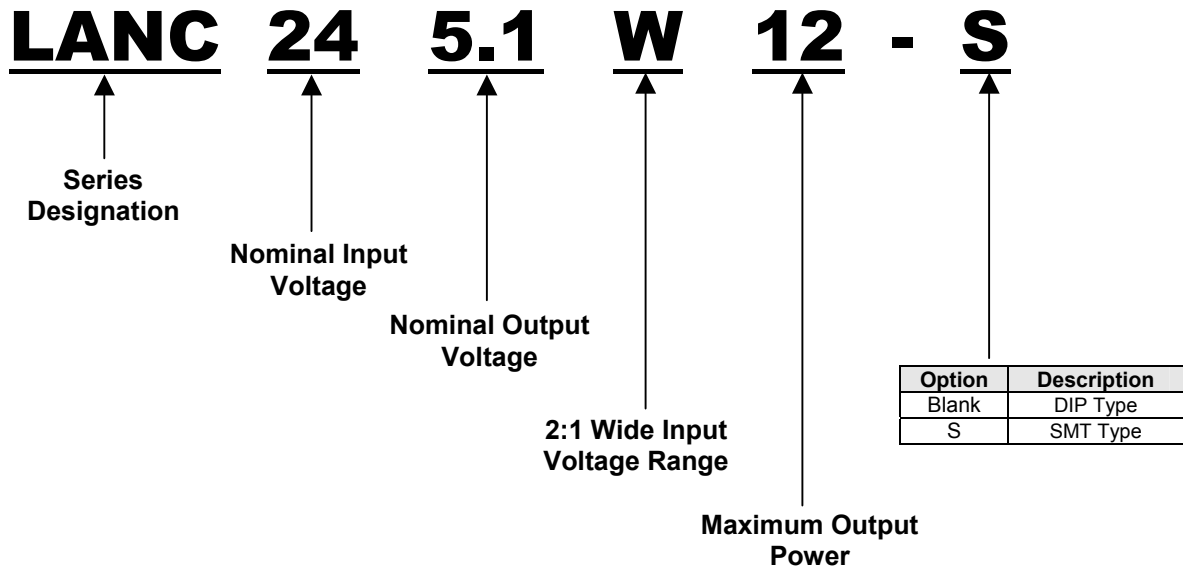 LANC 24 5.1 W 12 - S
Series
Designation
Nominal Input
Voltage
Nominal Output
Voltage
2:1 Wide Input
Voltage Range
Maximum Output
Power
Option Description
Blank DIP Type
S SMT Type